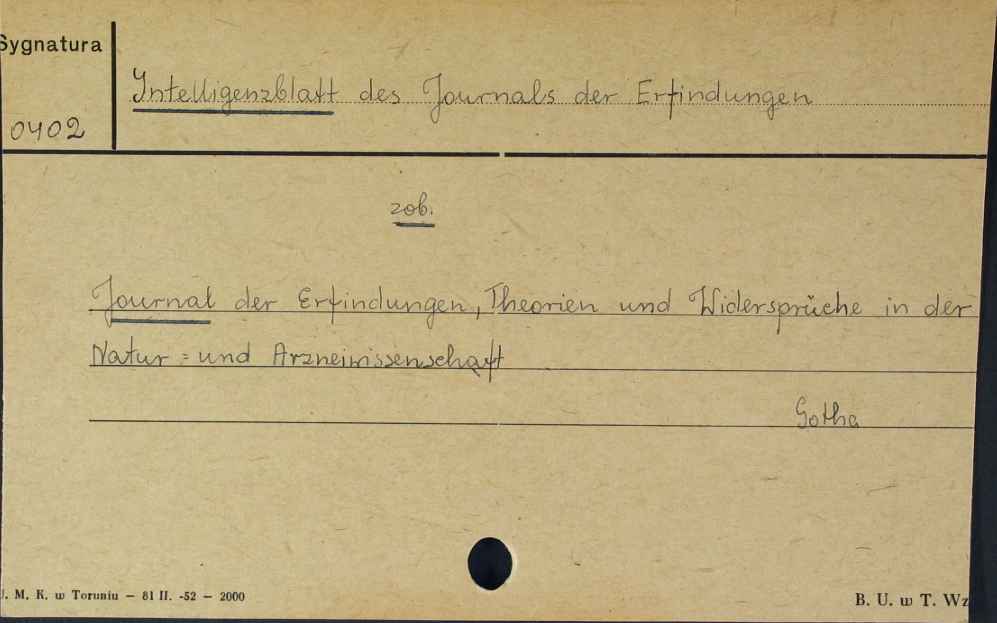 Sygnatura
Intelligenzblatt des Journals der Erfindungen
0402
zob.
Journal der Erfindungen, Theorien und Widersprüche in der
Natur = und Arzneiwissenschaft
Gotha
U. M. K. w Toruniu — 81 II. -52 — 2000
B. U. w T. Wz